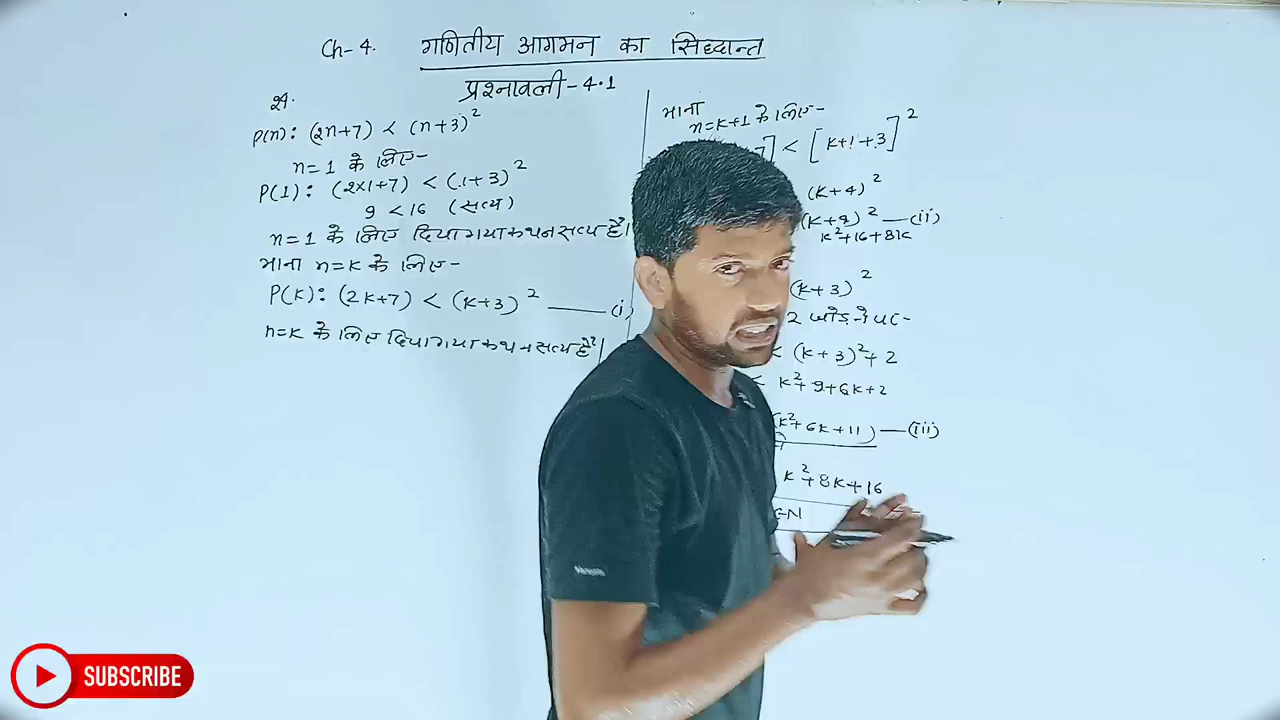 Ch-4. गणितीय आगमन का सिध्दान्त
प्रश्नावली-4.1
24.
P(n): (2n+7) < (n+3)²
n=1 के लिए-
P(1): (2×1+7) < (1+3)²
9 < 16 (सत्य)
n=1 के लिए दिया गया कथन सत्य है।
माना n=K के लिए-
P(K): (2K+7) < (K+3)² —(i)
n=K के लिए दिया गया कथन सत्य है।
माना
n=K+1 के लिए-
7] < [K+1+3]²
(K+4)²
(K+4)² —(ii)
K²+16+8K
(K+3)²
2 जोड़ने पर-
< (K+3)²+2
< K²+9+6K+2
K²+6K+11) —(iii)
K²+8K+16
∈N
SUBSCRIBE